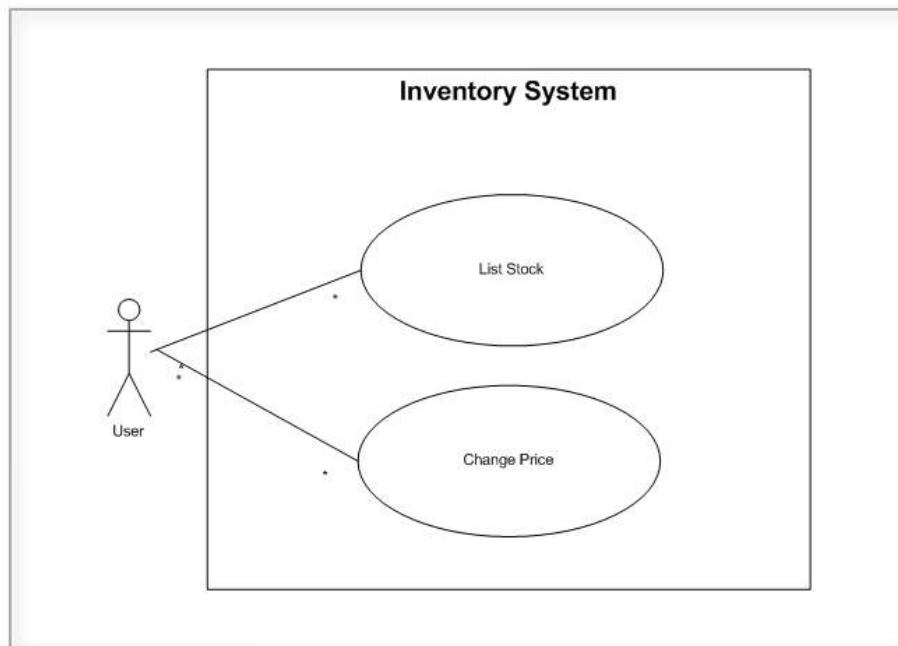 Inventory System
List Stock
*
*
*
User
Change Price
*